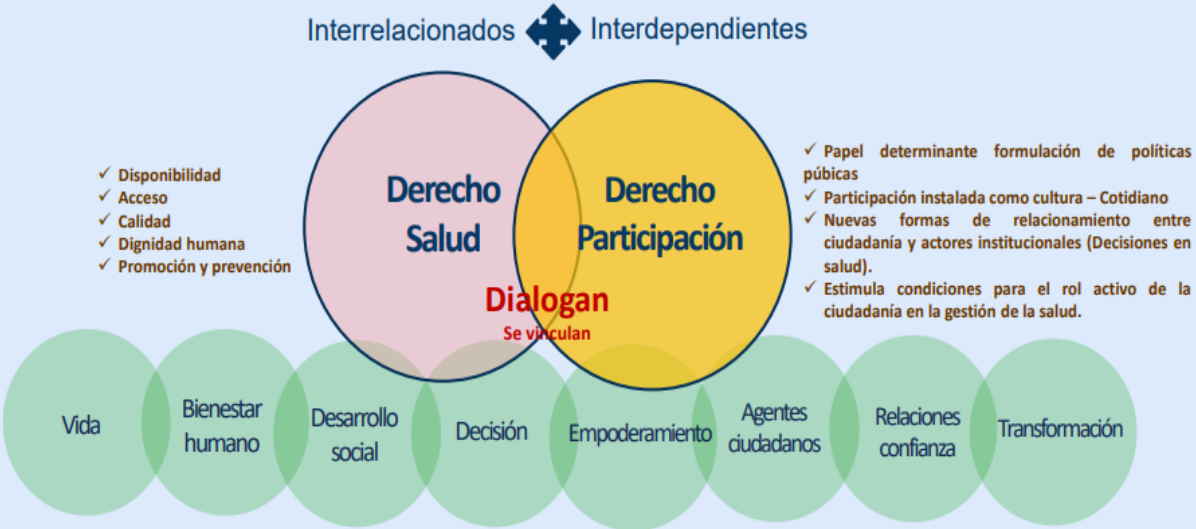 Interrelacionados Interdependientes
✓ Disponibilidad
✓ Acceso
✓ Calidad
✓ Dignidad humana
✓ Promoción y prevención
Derecho
Salud
Derecho
Participación
Dialogan
Se vinculan
✓ Papel determinante formulación de políticas
púbicas
✓ Participación instalada como cultura – Cotidiano
✓ Nuevas formas de relacionamiento entre
ciudadanía y actores institucionales (Decisiones en
salud).
✓ Estimula condiciones para el rol activo de la
ciudadanía en la gestión de la salud.
Vida
Bienestar
humano
Desarrollo
social
Decisión
Empoderamiento
Agentes
ciudadanos
Relaciones
confianza
Transformación